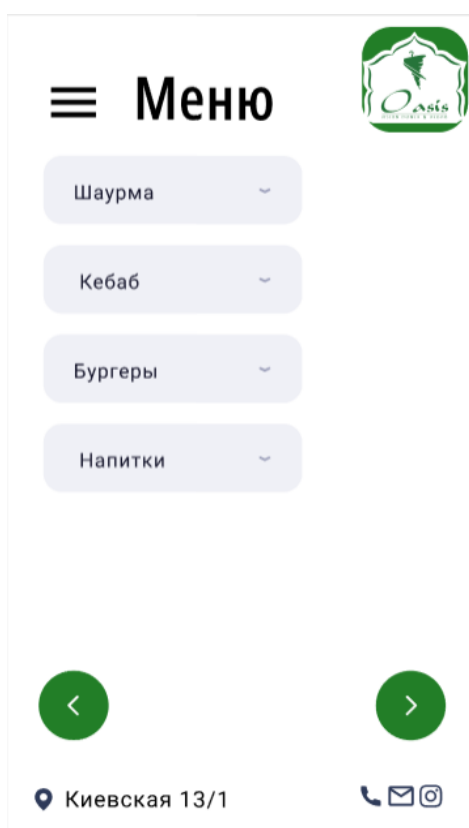 Меню
Oasis
Шаурма
Кебаб
Бургеры
Напитки
Киевская 13/1